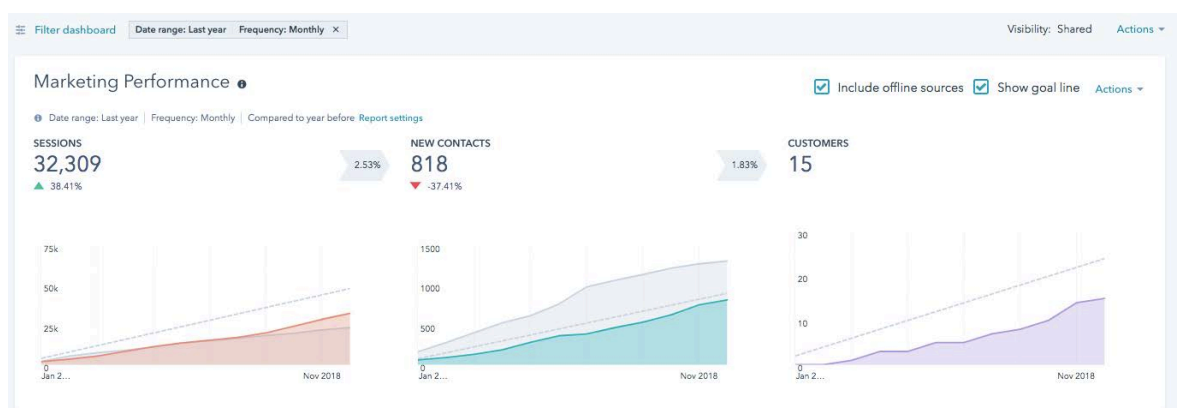 Filter dashboard Date range: Last year Frequency: Monthly × Visibility: Shared Actions
Marketing Performance Include offline sources Show goal line Actions
Date range: Last year | Frequency: Monthly | Compared to year before Report settings
SESSIONS NEW CONTACTS CUSTOMERS
32,309 2.53% 818 1.83% 15
38.41% -37.41%
75k 1500 30
50k 1000 20
25k 500 10
0 0 0
Jan 2... Nov 2018 Jan 2... Nov 2018 Jan 2... Nov 2018